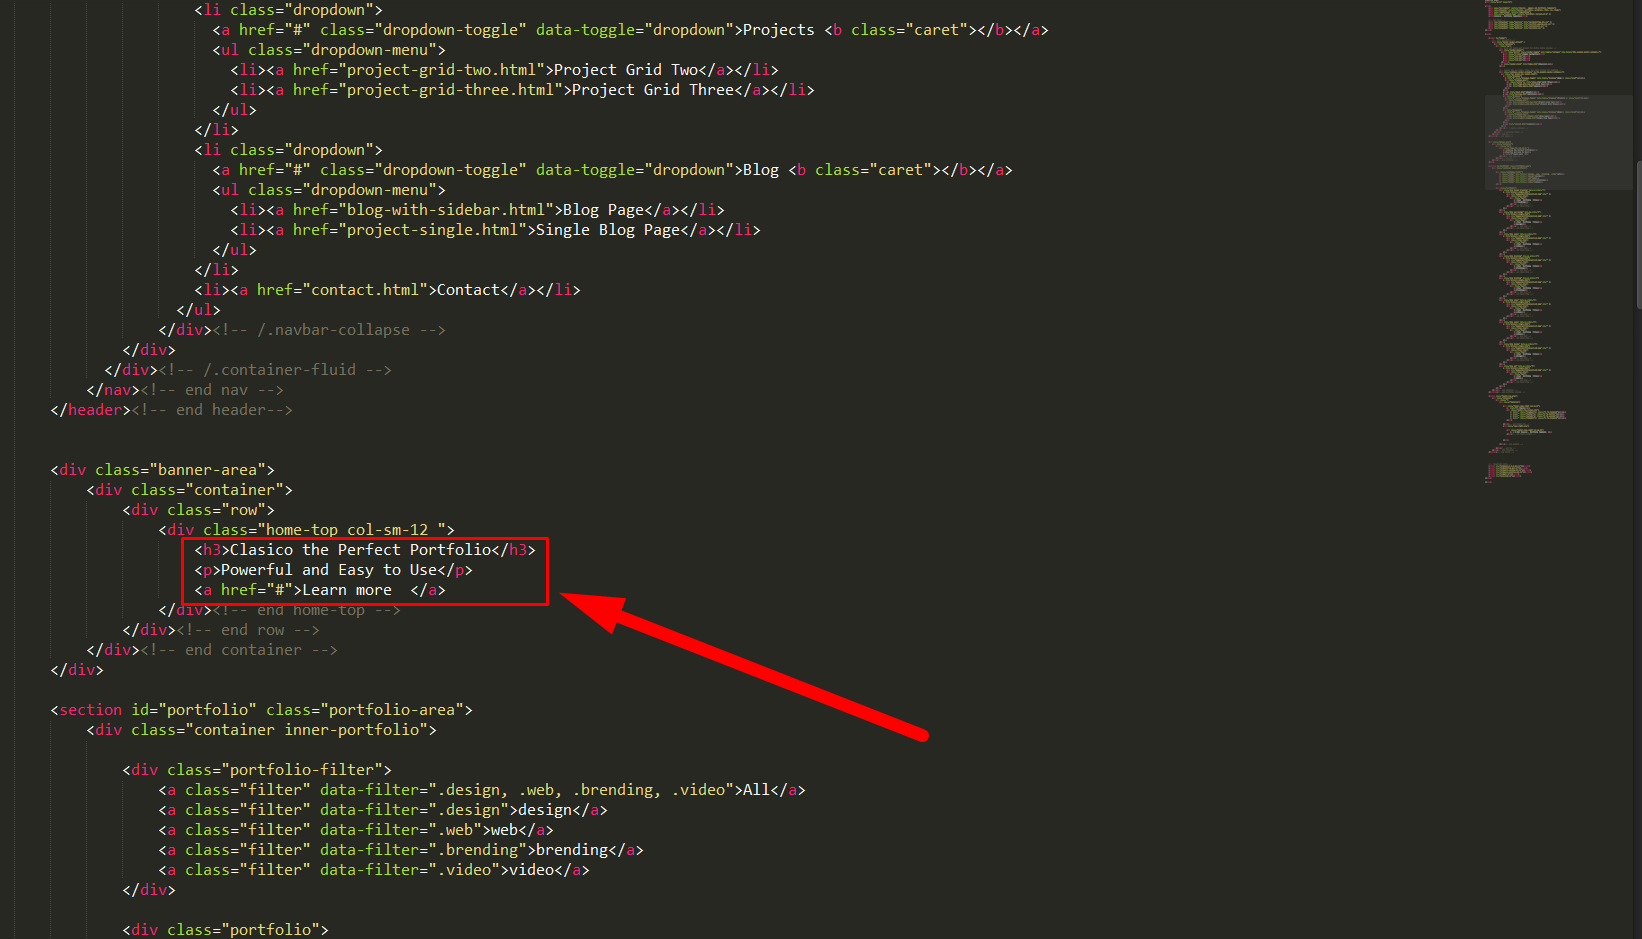 <li class="dropdown">
<a href="#" class="dropdown-toggle" data-toggle="dropdown">Projects <b class="caret"></b></a>
<ul class="dropdown-menu">
<li><a href="project-grid-two.html">Project Grid Two</a></li>
<li><a href="project-grid-three.html">Project Grid Three</a></li>
</ul>
</li>
<li class="dropdown">
<a href="#" class="dropdown-toggle" data-toggle="dropdown">Blog <b class="caret"></b></a>
<ul class="dropdown-menu">
<li><a href="blog-with-sidebar.html">Blog Page</a></li>
<li><a href="project-single.html">Single Blog Page</a></li>
</ul>
</li>
<li><a href="contact.html">Contact</a></li>
</ul>
</div><!-- /.navbar-collapse -->
</div>
</div><!-- /.container-fluid -->
</nav><!-- end nav -->
</header><!-- end header-->
<div class="banner-area">
<div class="container">
<div class="row">
<div class="home-top col-sm-12 ">
<h3>Clasico the Perfect Portfolio</h3>
<p>Powerful and Easy to Use</p>
<a href="#">Learn more  </a>
</div><!-- end home-top -->
</div><!-- end row -->
</div><!-- end container -->
</div>
<section id="portfolio" class="portfolio-area">
<div class="container inner-portfolio">
<div class="portfolio-filter">
<a class="filter" data-filter=".design, .web, .brending, .video">All</a>
<a class="filter" data-filter=".design">design</a>
<a class="filter" data-filter=".web">web</a>
<a class="filter" data-filter=".brending">brending</a>
<a class="filter" data-filter=".video">video</a>
</div>
<div class="portfolio">